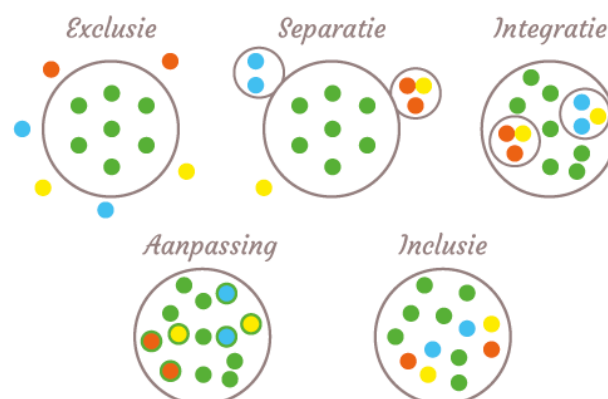 Exclusie
Separatie
Integratie
Aanpassing
Inclusie